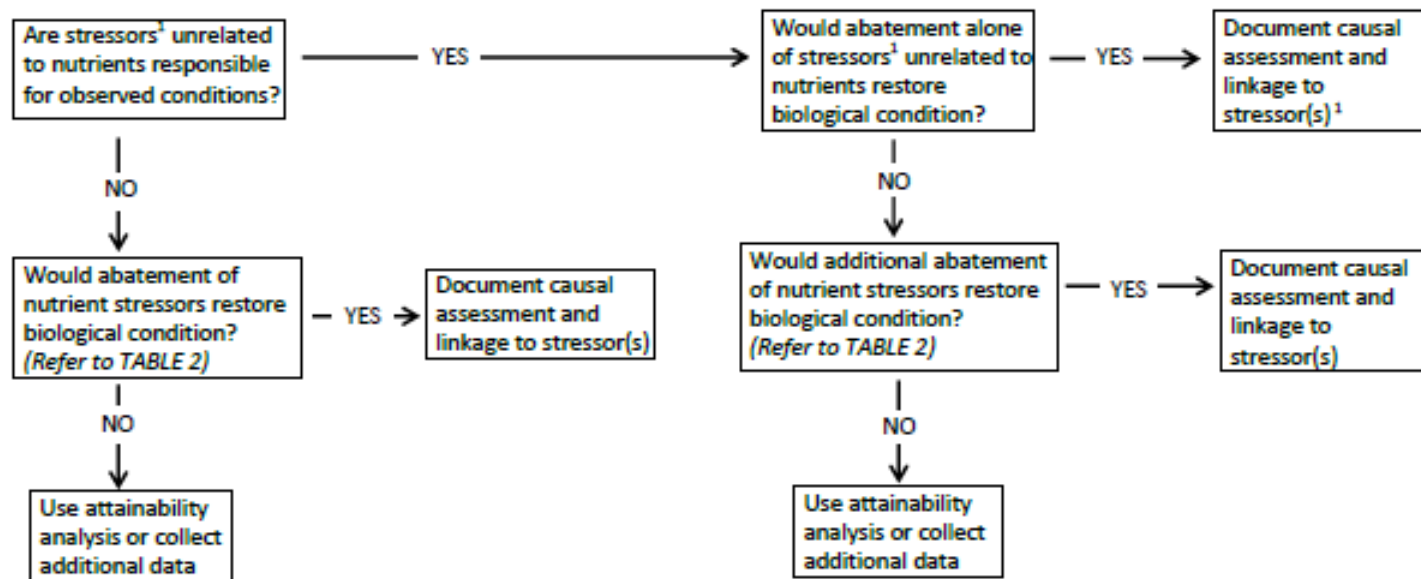 Are stressors¹ unrelated
to nutrients responsible
for observed conditions?
YES
Would abatement alone
of stressors¹ unrelated to
nutrients restore
biological condition?
YES
Document causal
assessment and
linkage to
stressor(s)¹
NO
NO
Would abatement of
nutrient stressors restore
biological condition?
(Refer to TABLE 2)
YES
Document causal
assessment and
linkage to stressor(s)
Would additional abatement
of nutrient stressors restore
biological condition?
(Refer to TABLE 2)
YES
Document causal
assessment and
linkage to
stressor(s)
NO
NO
Use attainability
analysis or collect
additional data
Use attainability
analysis or collect
additional data